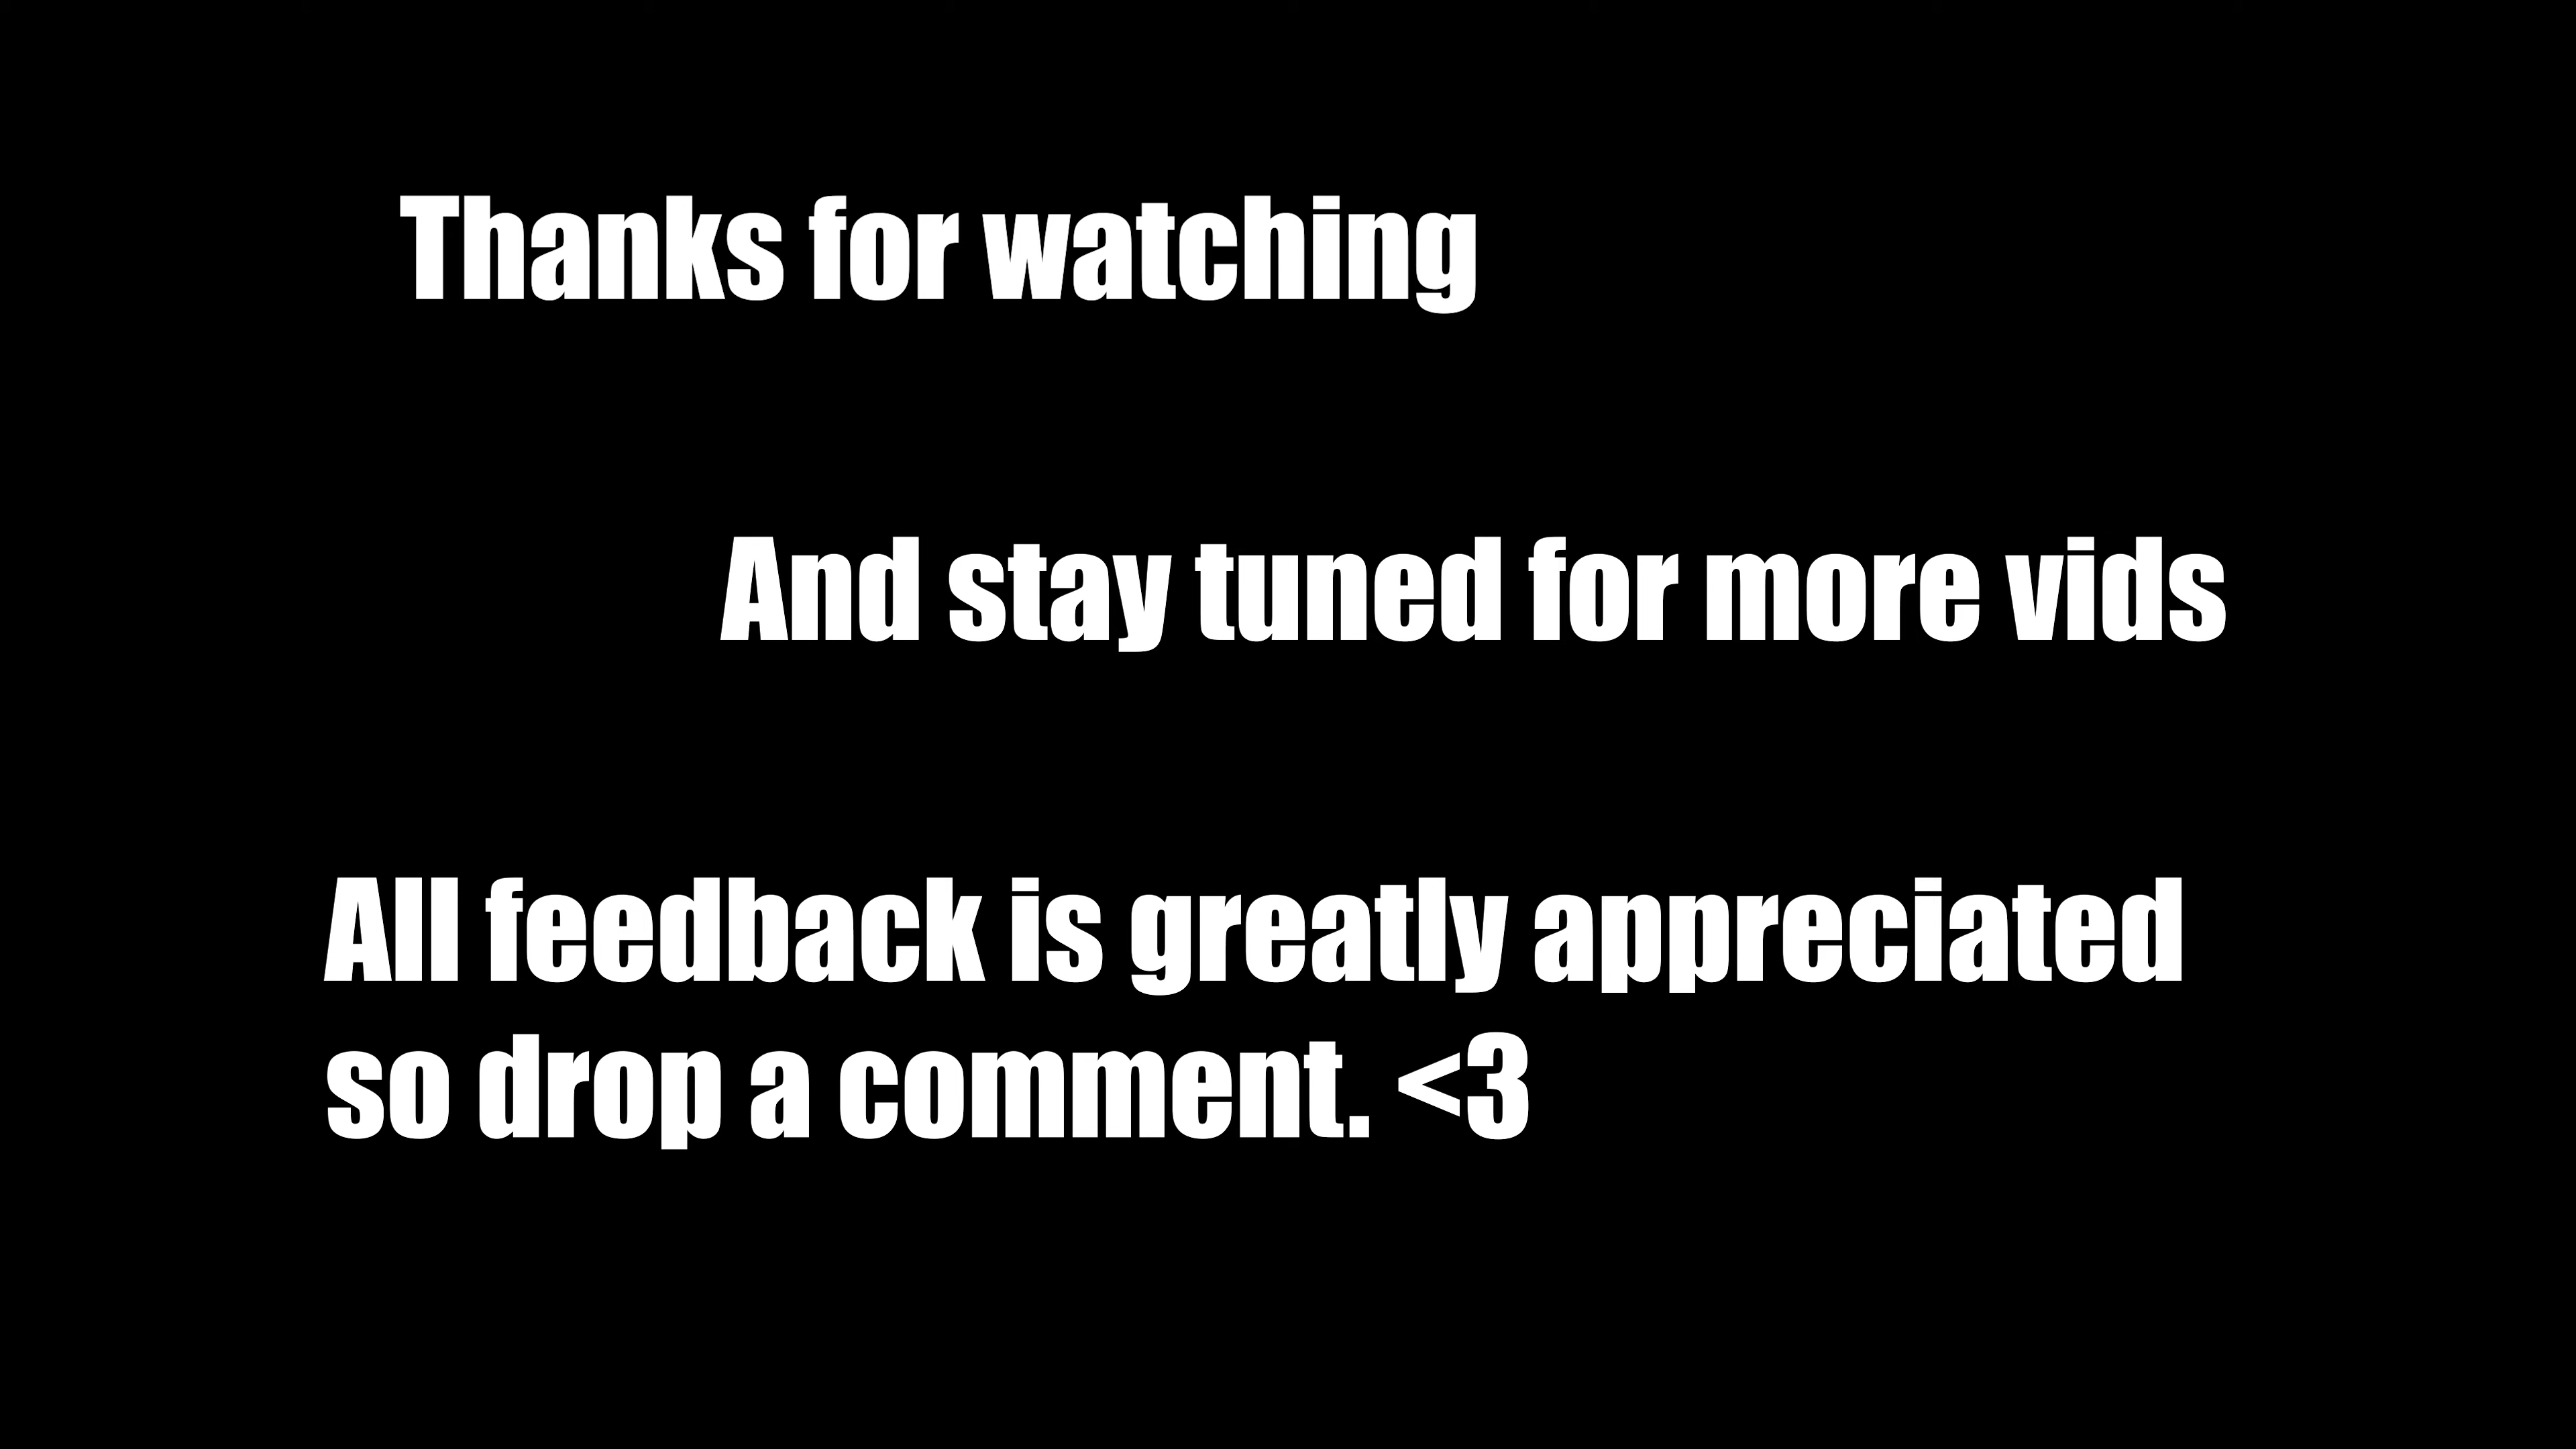 Thanks for watching
And stay tuned for more vids
All feedback is greatly appreciated
so drop a comment. <3